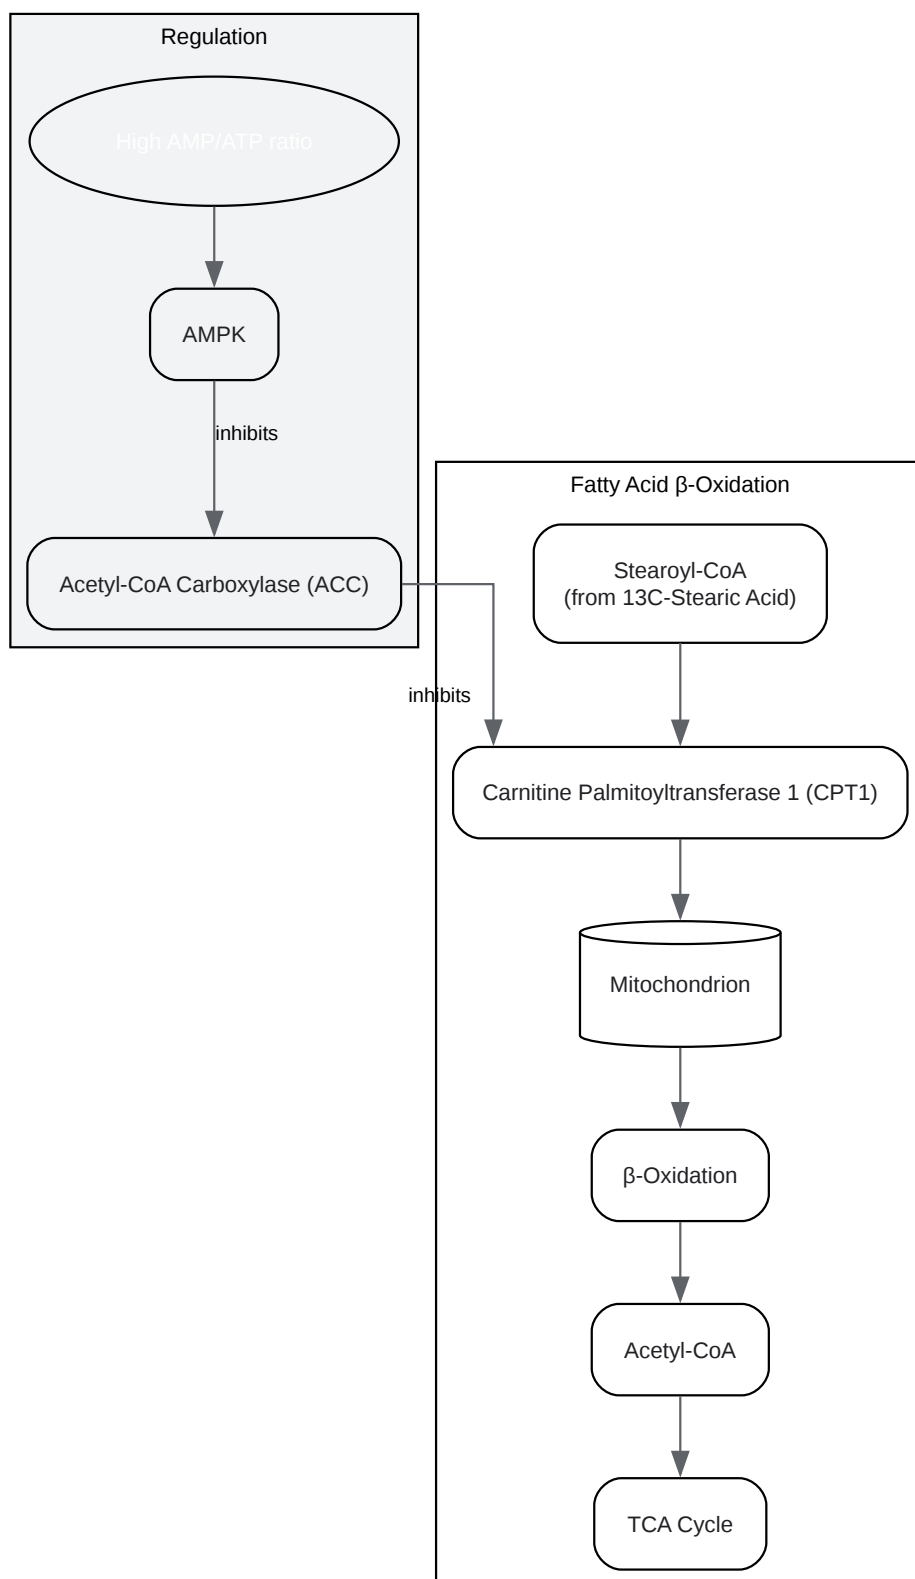 Regulation
High AMP/ATP ratio
AMPK
inhibits
Acetyl-CoA Carboxylase (ACC)
Fatty Acid β-Oxidation
Stearoyl-CoA
(from 13C-Stearic Acid)
inhibits
Carnitine Palmitoyltransferase 1 (CPT1)
Mitochondrion
β-Oxidation
Acetyl-CoA
TCA Cycle